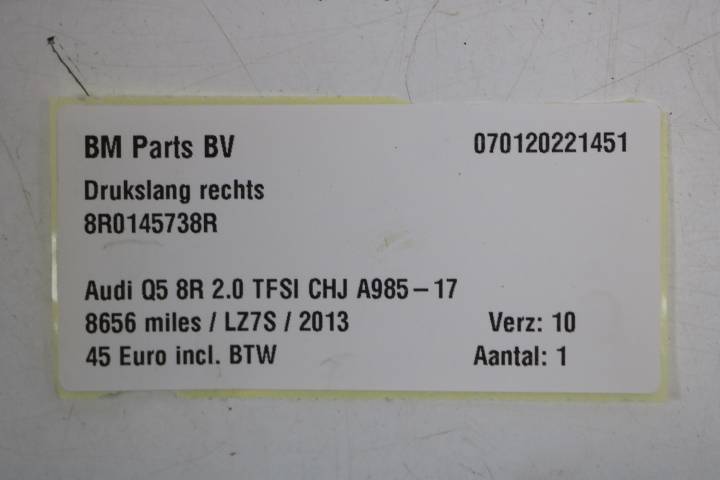 BM Parts BV 070120221451
Drukslang rechts
8R0145738R
Audi Q5 8R 2.0 TFSI CHJ A985-17
8656 miles / LZ7S / 2013 Verz: 10
45 Euro incl. BTW Aantal: 1